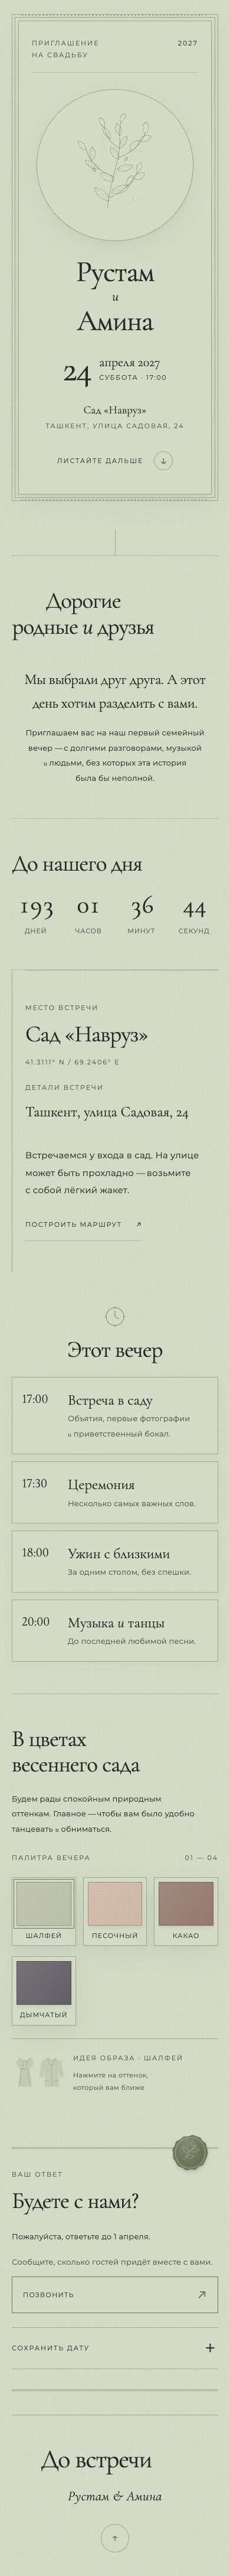 ПРИГЛАШЕНИЕ
НА СВАДЬБУ
2027
Рустам
и
Амина
24
апреля 2027
СУББОТА · 17:00
Сад «Навруз»
ТАШКЕНТ, УЛИЦА САДОВАЯ, 24
ЛИСТАЙТЕ ДАЛЬШЕ ↓
Дорогие
родные и друзья
Мы выбрали друг друга. А этот
день хотим разделить с вами.
Приглашаем вас на наш первый семейный
вечер — с долгими разговорами, музыкой
и людьми, без которых эта история
была бы неполной.
До нашего дня
193 01 36 44
ДНЕЙ ЧАСОВ МИНУТ СЕКУНД
МЕСТО ВСТРЕЧИ
Сад «Навруз»
41.3111° N / 69.2406° E
ДЕТАЛИ ВСТРЕЧИ
Ташкент, улица Садовая, 24
Встречаемся у входа в сад. На улице
может быть прохладно — возьмите
с собой лёгкий жакет.
ПОСТРОИТЬ МАРШРУТ ↗
Этот вечер
17:00 Встреча в саду
Объятия, первые фотографии
и приветственный бокал.
17:30 Церемония
Несколько самых важных слов.
18:00 Ужин с близкими
За одним столом, без спешки.
20:00 Музыка и танцы
До последней любимой песни.
В цветах
весеннего сада
Будем рады спокойным природным
оттенкам. Главное — чтобы вам было удобно
танцевать и обниматься.
ПАЛИТРА ВЕЧЕРА 01 — 04
ШАЛФЕЙ ПЕСОЧНЫЙ КАКАО
ДЫМЧАТЫЙ
ИДЕЯ ОБРАЗА · ШАЛФЕЙ
Нажмите на оттенок,
который вам ближе
ВАШ ОТВЕТ
Будете с нами?
Пожалуйста, ответьте до 1 апреля.
Сообщите, сколько гостей придёт вместе с вами.
ПОЗВОНИТЬ ↗
СОХРАНИТЬ ДАТУ +
До встречи
Рустам & Амина
↑